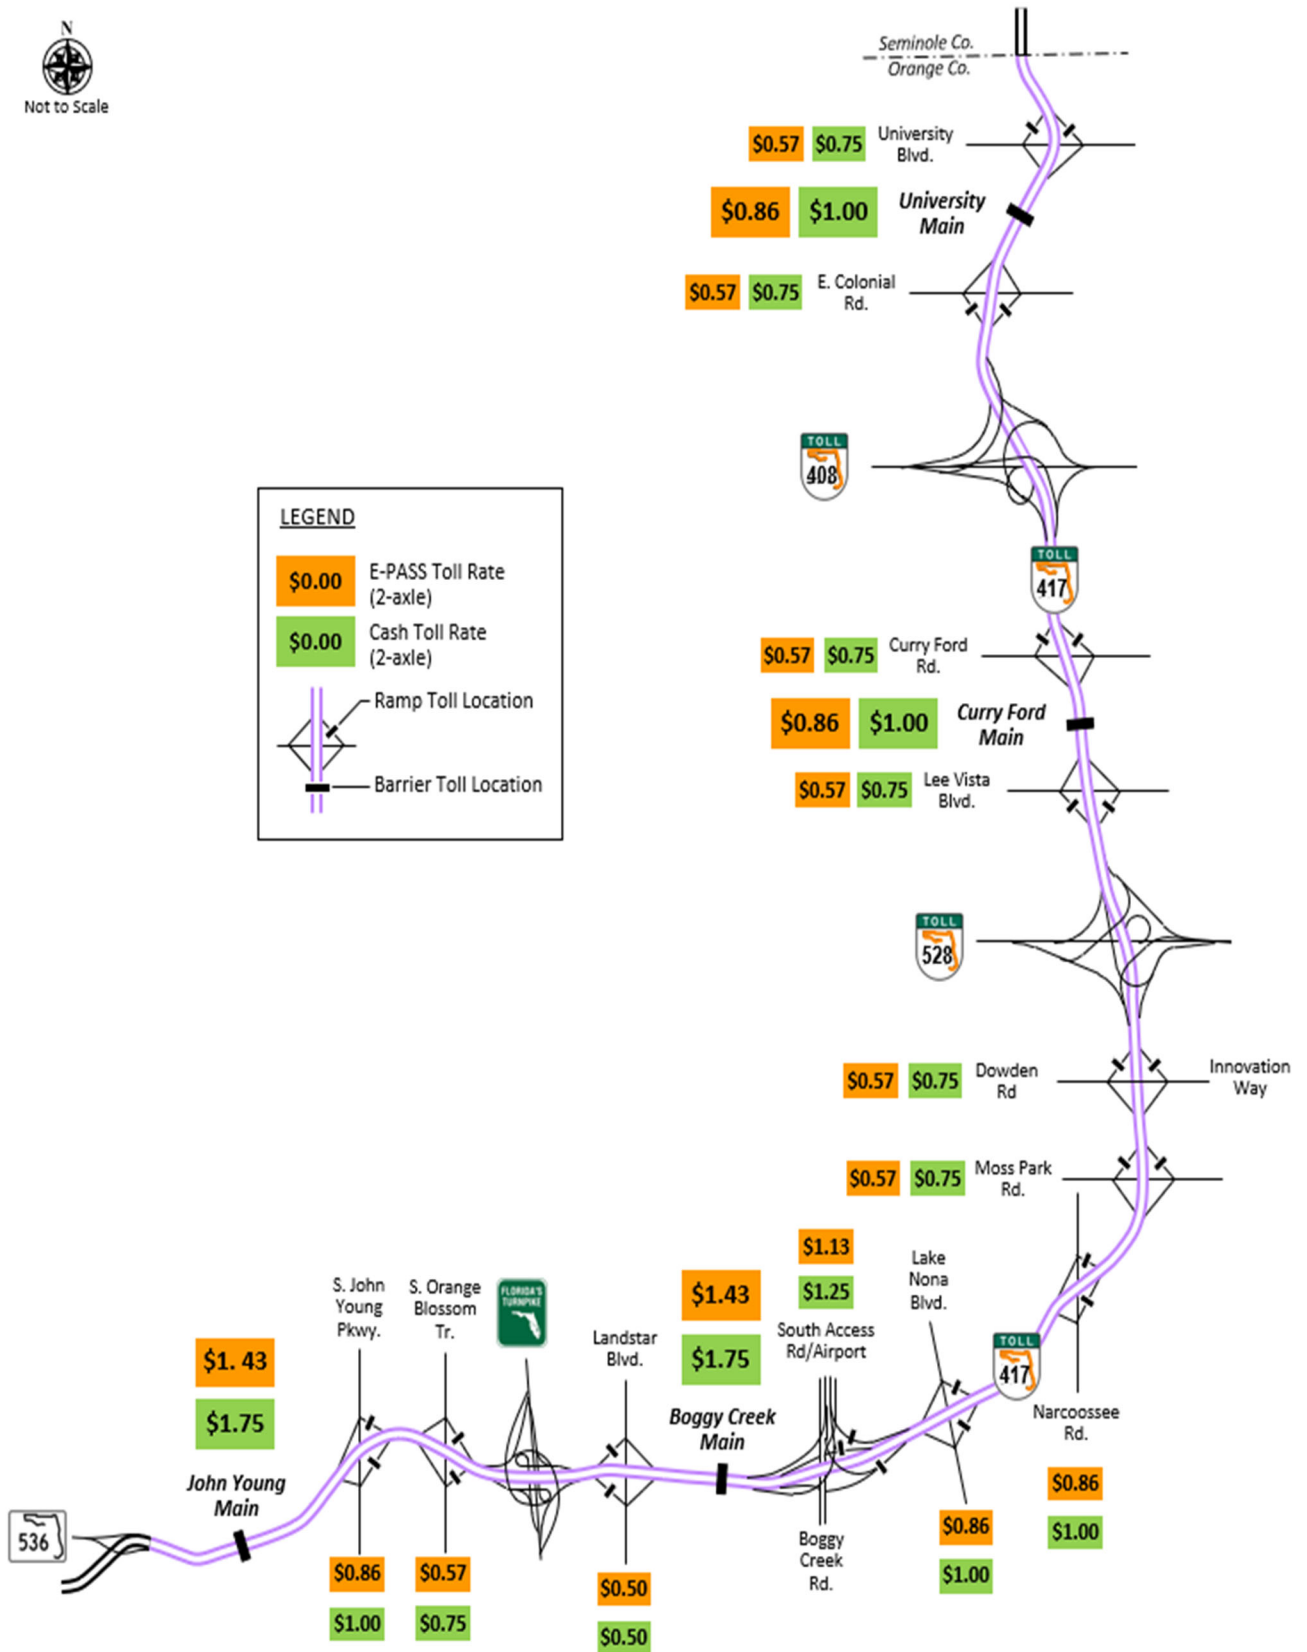 N
Not to Scale
Seminole Co.
Orange Co.
$0.57 $0.75 University
Blvd.
$0.86 $1.00 University
Main
$0.57 $0.75 E. Colonial
Rd.
TOLL
408
LEGEND
$0.00 E-PASS Toll Rate
(2-axle)
$0.00 Cash Toll Rate
(2-axle)
Ramp Toll Location
Barrier Toll Location
TOLL
417
$0.57 $0.75 Curry Ford
Rd.
$0.86 $1.00 Curry Ford
Main
$0.57 $0.75 Lee Vista
Blvd.
TOLL
528
$0.57 $0.75 Dowden
Rd
Innovation
Way
$0.57 $0.75 Moss Park
Rd.
$1.13
$1.25
South Access
Rd/Airport
Lake
Nona
Blvd.
$1.43
$1.75
Boggy Creek
Main
S. John
Young
Pkwy.
S. Orange
Blossom
Tr.
FLORIDA'S
TURNPIKE
Landstar
Blvd.
$1. 43
$1.75
John Young
Main
TOLL
417
Narcoossee
Rd.
$0.86
$1.00
536
$0.86
$1.00
$0.57
$0.75
$0.50
$0.50
Boggy
Creek
Rd.
$0.86
$1.00